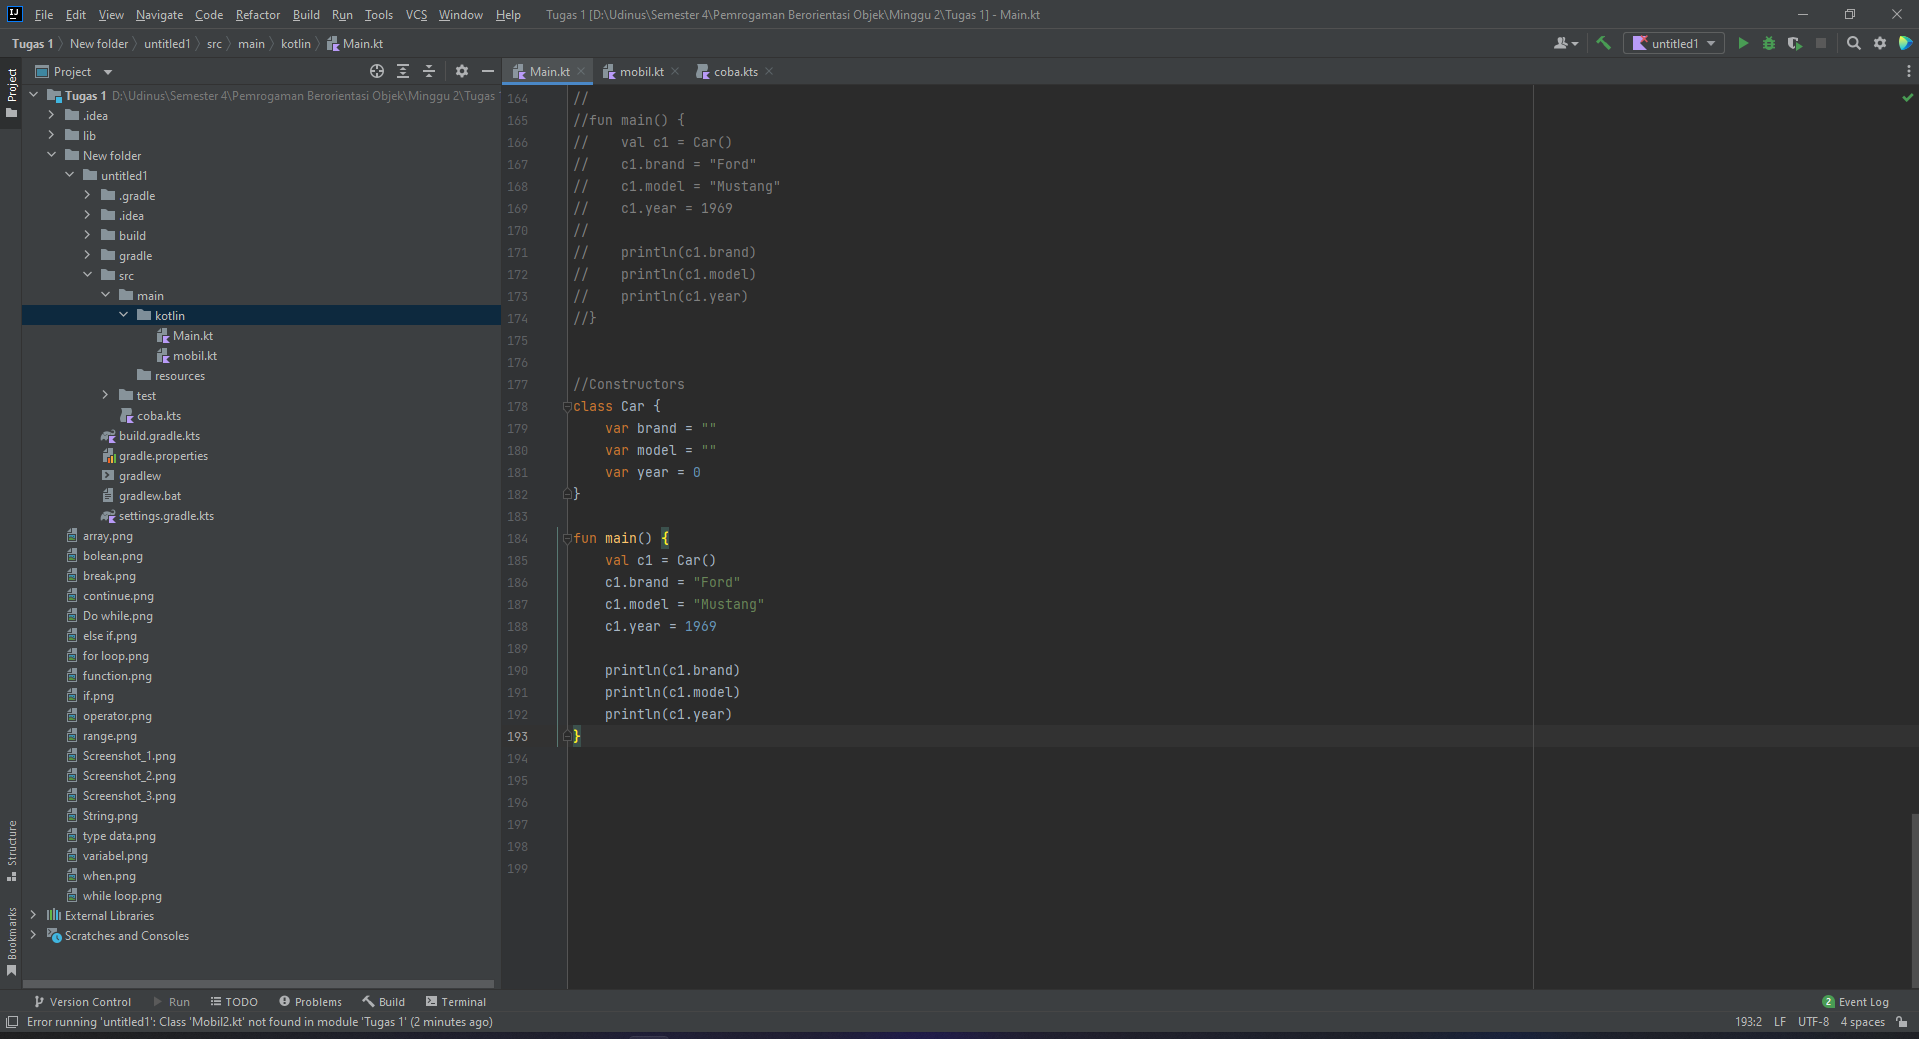 File Edit View Navigate Code Refactor Build Run Tools VCS Window Help Tugas 1 [D:\Udinus\Semester 4\Pemrogaman Berorientasi Objek\Minggu 2\Tugas 1] - Main.kt
Tugas 1 New folder untitled1 src main kotlin Main.kt
untitled1
Project
Project
Main.kt mobil.kt coba.kts
Tugas 1 D:\Udinus\Semester 4\Pemrogaman Berorientasi Objek\Minggu 2\Tugas
.idea
lib
New folder
untitled1
.gradle
.idea
build
gradle
src
main
kotlin
Main.kt
mobil.kt
resources
test
coba.kts
build.gradle.kts
gradle.properties
gradlew
gradlew.bat
settings.gradle.kts
array.png
bolean.png
break.png
continue.png
Do while.png
else if.png
for loop.png
function.png
if.png
operator.png
range.png
Screenshot_1.png
Screenshot_2.png
Screenshot_3.png
String.png
type data.png
variabel.png
when.png
while loop.png
External Libraries
Scratches and Consoles
Structure
Bookmarks
164 //
165 //fun main() {
166 //    val c1 = Car()
167 //    c1.brand = "Ford"
168 //    c1.model = "Mustang"
169 //    c1.year = 1969
170 //
171 //    println(c1.brand)
172 //    println(c1.model)
173 //    println(c1.year)
174 //}
175
176
177 //Constructors
178 class Car {
179     var brand = ""
180     var model = ""
181     var year = 0
182 }
183
184 fun main() {
185     val c1 = Car()
186     c1.brand = "Ford"
187     c1.model = "Mustang"
188     c1.year = 1969
189
190     println(c1.brand)
191     println(c1.model)
192     println(c1.year)
193 }
194
195
196
197
198
199
Version Control Run TODO Problems Build Terminal 2 Event Log
Error running 'untitled1': Class 'Mobil2.kt' not found in module 'Tugas 1' (2 minutes ago) 193:2 LF UTF-8 4 spaces